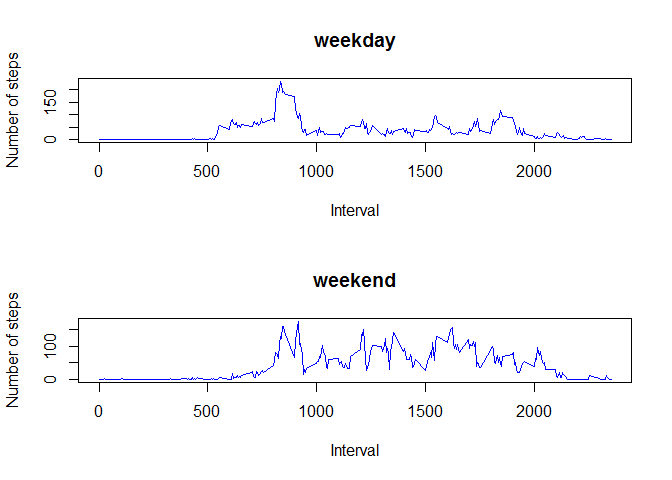 weekday
Number of steps
150
0
0 500 1000 1500 2000
Interval
weekend
Number of steps
100
0
0 500 1000 1500 2000
Interval